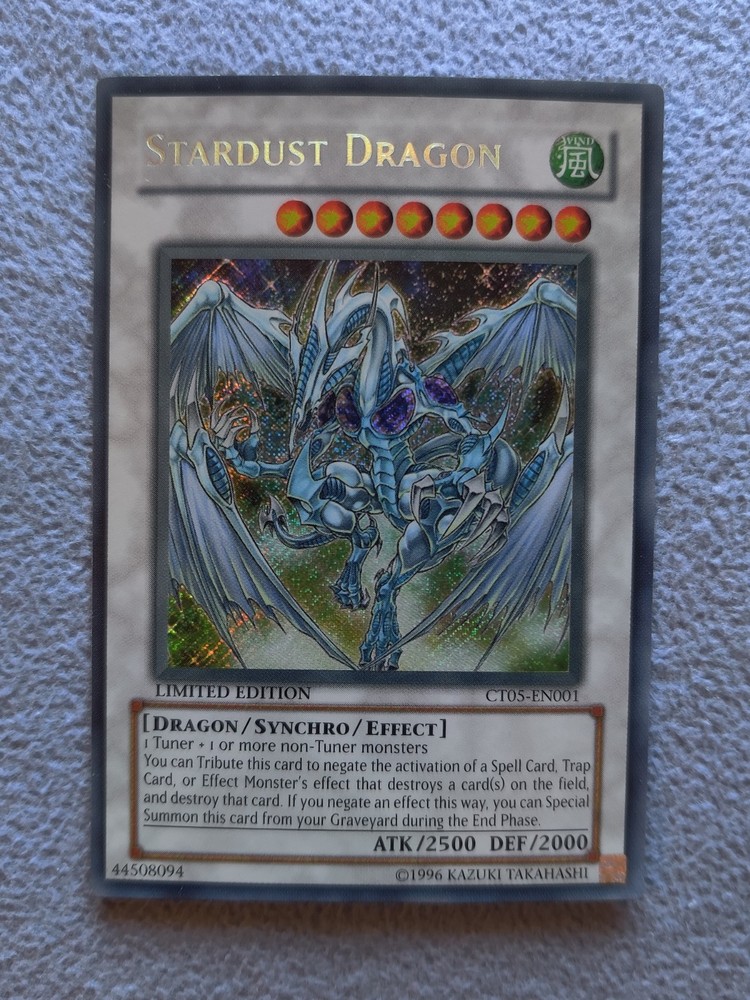 STARDUST DRAGON
WIND
風
LIMITED EDITION
CT05-EN001
[DRAGON/SYNCHRO/EFFECT]
1 Tuner + 1 or more non-Tuner monsters
You can Tribute this card to negate the activation of a Spell Card, Trap
Card, or Effect Monster's effect that destroys a card(s) on the field,
and destroy that card. If you negate an effect this way, you can Special
Summon this card from your Graveyard during the End Phase.
ATK/2500 DEF/2000
44508094
©1996 KAZUKI TAKAHASHI